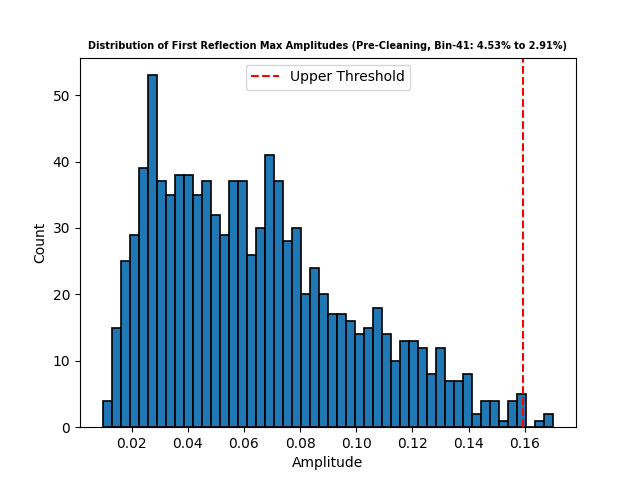 Distribution of First Reflection Max Amplitudes (Pre-Cleaning, Bin-41: 4.53% to 2.91%)
Upper Threshold
50
40
30
20
10
0
Count
0.02 0.04 0.06 0.08 0.10 0.12 0.14 0.16
Amplitude